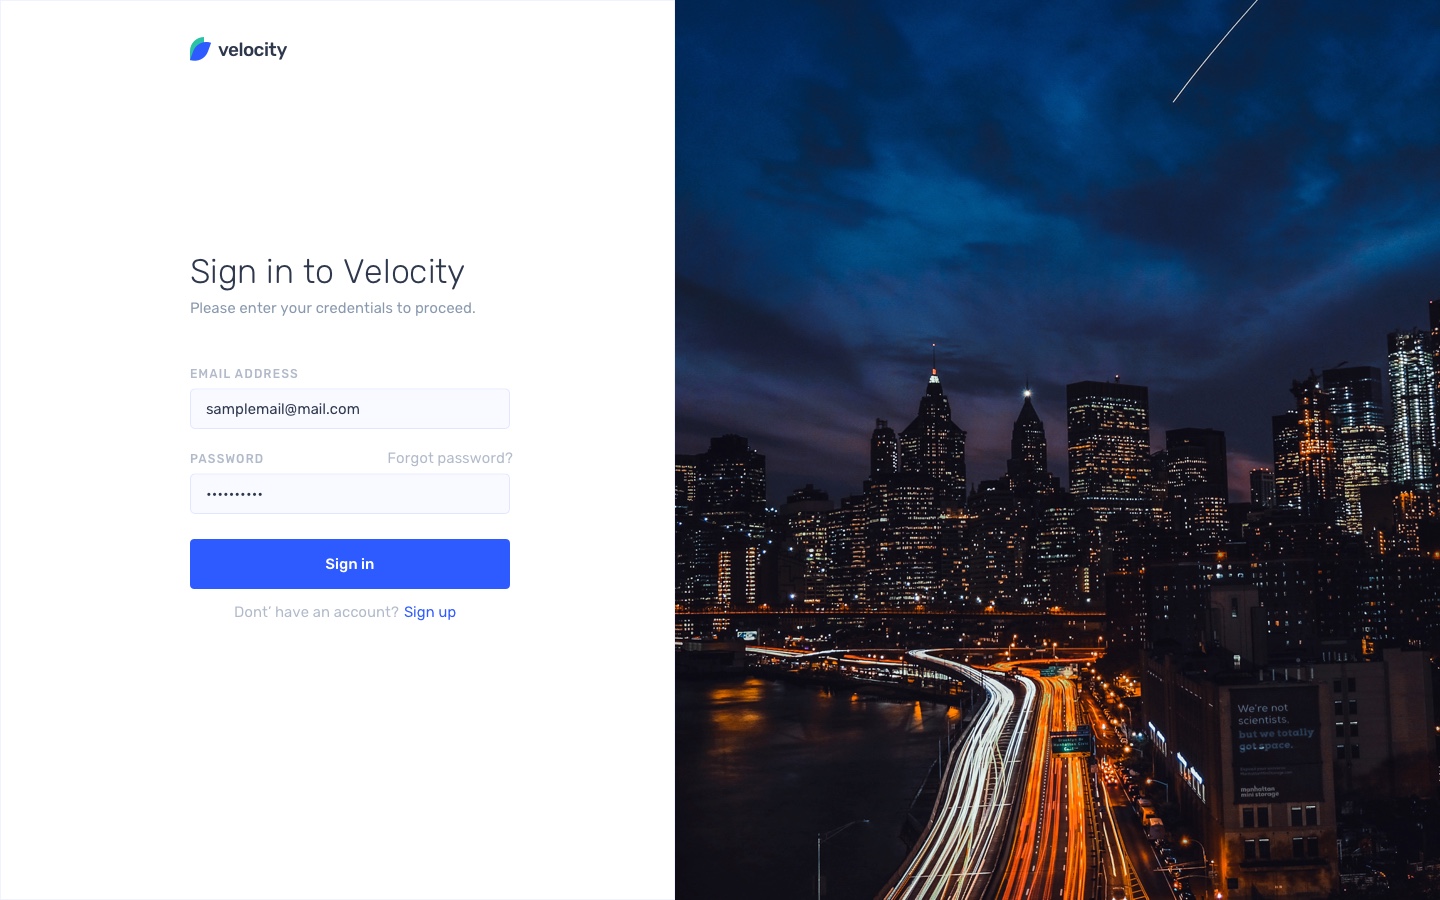 velocity
Sign in to Velocity
Please enter your credentials to proceed.
EMAIL ADDRESS
samplemail@mail.com
PASSWORD
Forgot password?
••••••••••
Sign in
Dont' have an account? Sign up
We're not
scientists,
but we totally
got space.
manhattan
mini storage